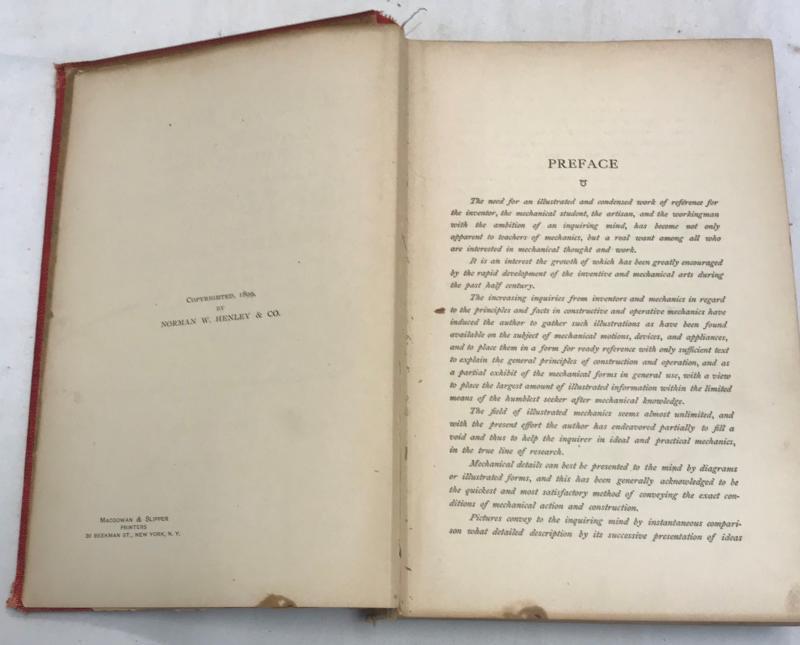 COPYRIGHTED, 1899,
BY
NORMAN W. HENLEY & CO.
MACGOWAN & SLIPPER
PRINTERS
30 BEEKMAN ST., NEW YORK, N. Y.
PREFACE
The need for an illustrated and condensed work of reference for
the inventor, the mechanical student, the artisan, and the workingman
with the ambition of an inquiring mind, has become not only
apparent to teachers of mechanics, but a real want among all who
are interested in mechanical thought and work.
It is an interest the growth of which has been greatly encouraged
by the rapid development of the inventive and mechanical arts during
the past half century.
The increasing inquiries from inventors and mechanics in regard
to the principles and facts in constructive and operative mechanics have
induced the author to gather such illustrations as have been found
available on the subject of mechanical motions, devices, and appliances,
and to place them in a form for ready reference with only sufficient text
to explain the general principles of construction and operation, and as
a partial exhibit of the mechanical forms in general use, with a view
to place the largest amount of illustrated information within the limited
means of the humblest seeker after mechanical knowledge.
The field of illustrated mechanics seems almost unlimited, and
with the present effort the author has endeavored partially to fill a
void and thus to help the inquirer in ideal and practical mechanics,
in the true line of research.
Mechanical details can best be presented to the mind by diagrams
or illustrated forms, and this has been generally acknowledged to be
the quickest and most satisfactory method of conveying the exact con-
ditions of mechanical action and construction.
Pictures convey to the inquiring mind by instantaneous compari-
son what detailed description by its successive presentation of ideas